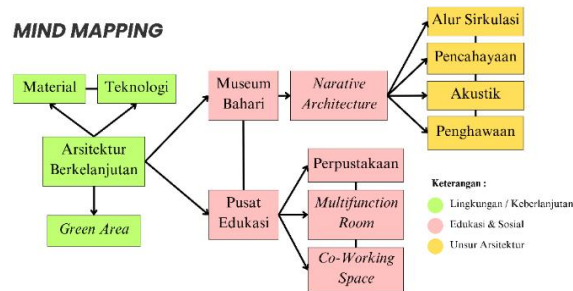 MIND MAPPING
Material
Teknologi
Arsitektur
Berkelanjutan
Green Area
Museum
Bahari
Narative
Architecture
Alur Sirkulasi
Pencahayaan
Akustik
Penghawaan
Pusat
Edukasi
Perpustakaan
Multifunction
Room
Co-Working
Space
Keterangan :
Lingkungan / Keberlanjutan
Edukasi & Sosial
Unsur Arsitektur